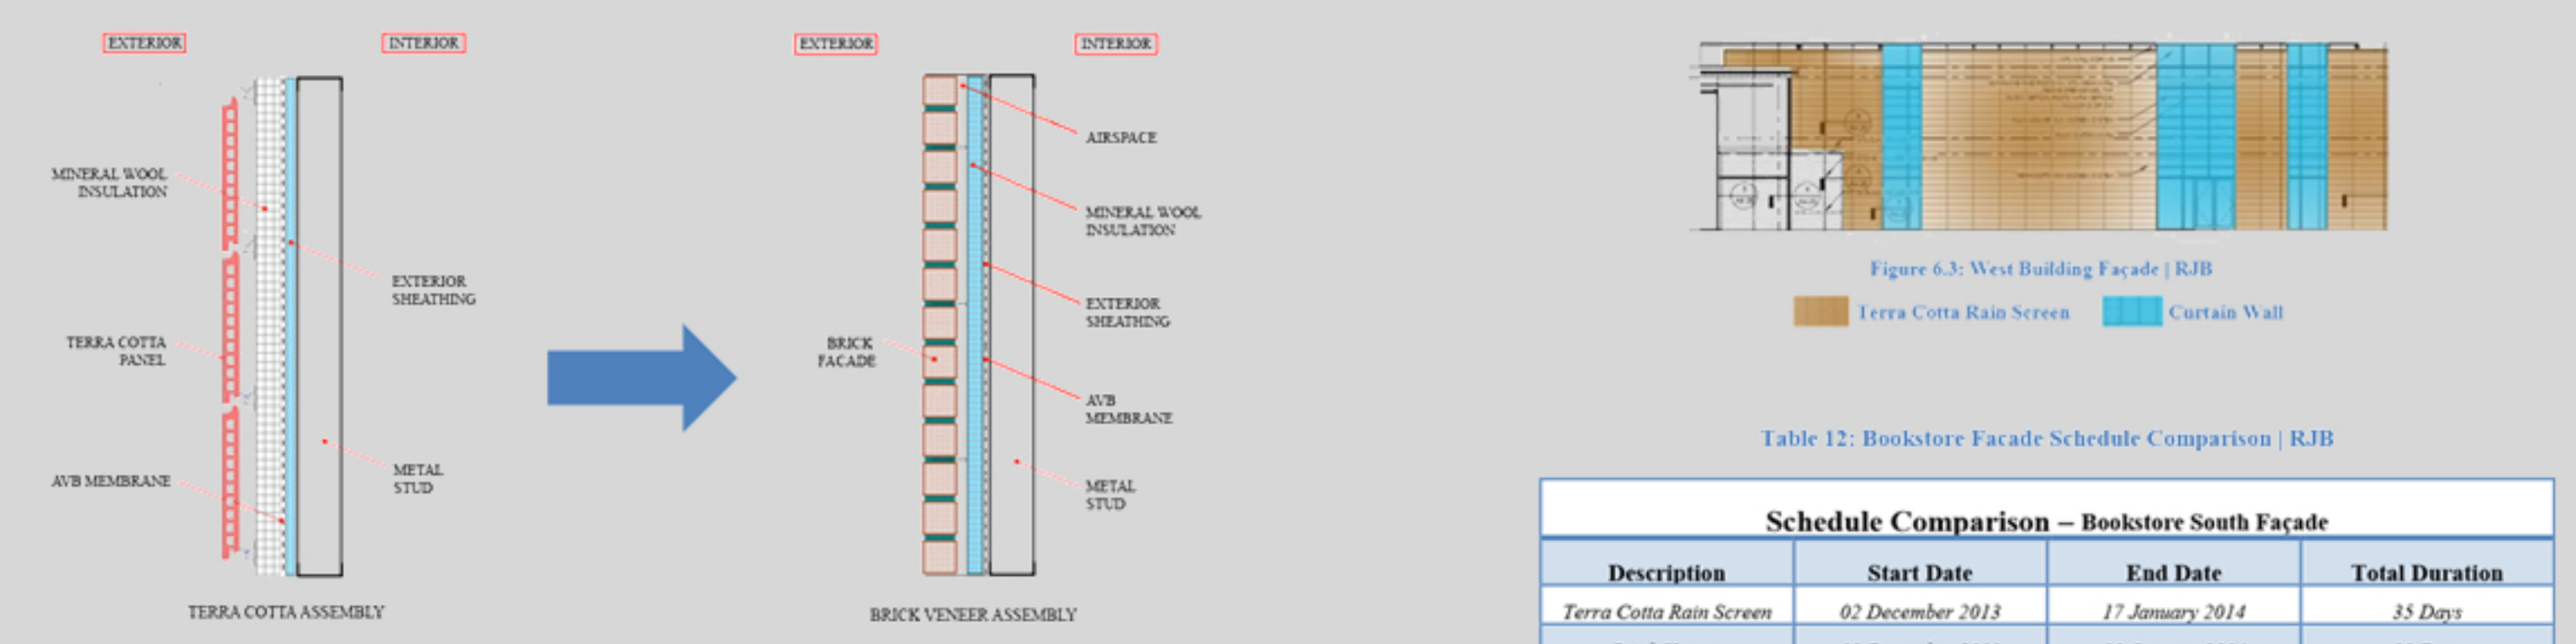 EXTERIOR
INTERIOR
MINERAL WOOL
INSULATION
EXTERIOR
SHEATHING
TERRA COTTA
PANEL
METAL
STUD
AVB MEMBRANE
TERRA COTTA ASSEMBLY
EXTERIOR
INTERIOR
AIRSPACE
MINERAL WOOL
INSULATION
EXTERIOR
SHEATHING
BRICK
FACADE
AVB
MEMBRANE
METAL
STUD
BRICK VENEER ASSEMBLY
Figure 6.3: West Building Façade | RJB
Terra Cotta Rain Screen
Curtain Wall
Table 12: Bookstore Facade Schedule Comparison | RJB
Schedule Comparison – Bookstore South Façade
Description Start Date End Date Total Duration
Terra Cotta Rain Screen 02 December 2013 17 January 2014 35 Days